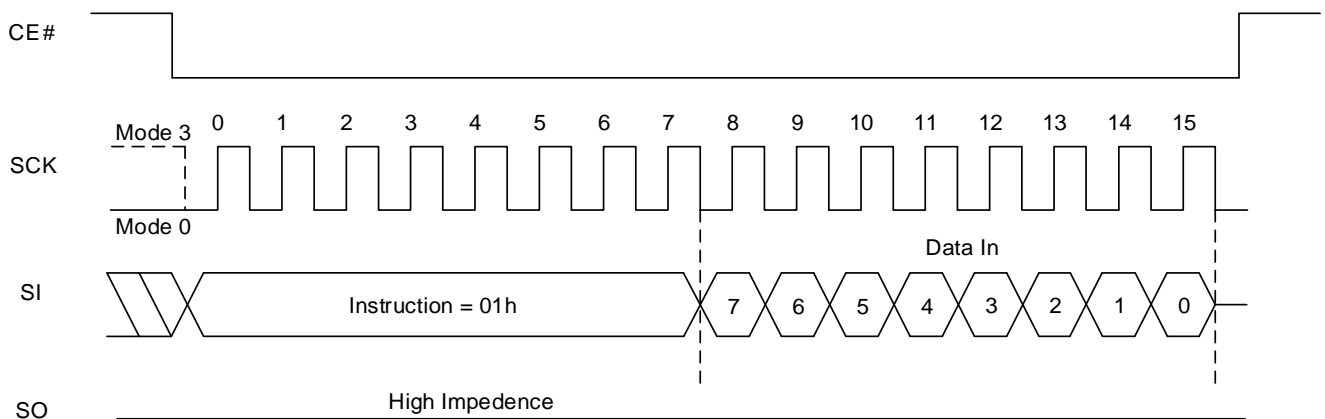 CE#
0 1 2 3 4 5 6 7 8 9 10 11 12 13 14 15
Mode 3
SCK
Mode 0
Data In
SI
Instruction = 01h
7 6 5 4 3 2 1 0
High Impedence
SO